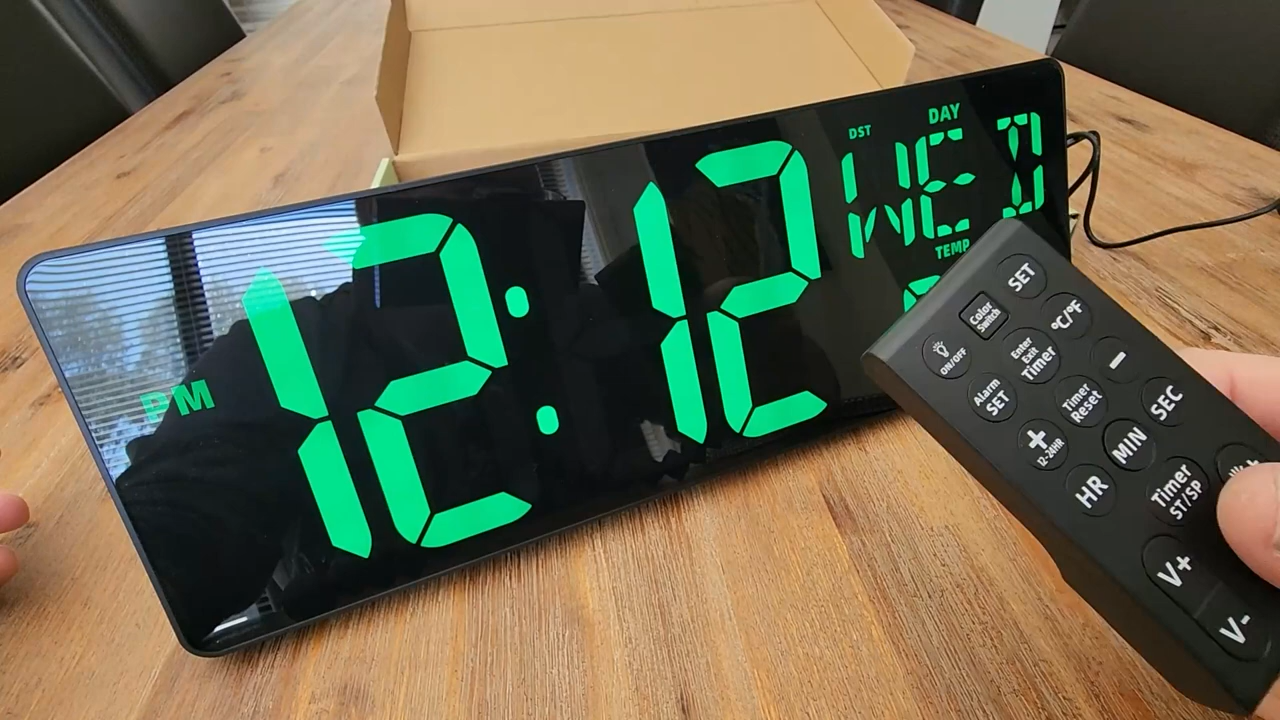 PM
12:12
DST
DAY
WED
TEMP
SET
Color
Switch
°C/°F
ON/OFF
Enter
Exit
Timer
−
Alarm
SET
Timer
Reset
SEC
+
12-24HR
MIN
HR
Timer
ST/SP
V+
V-